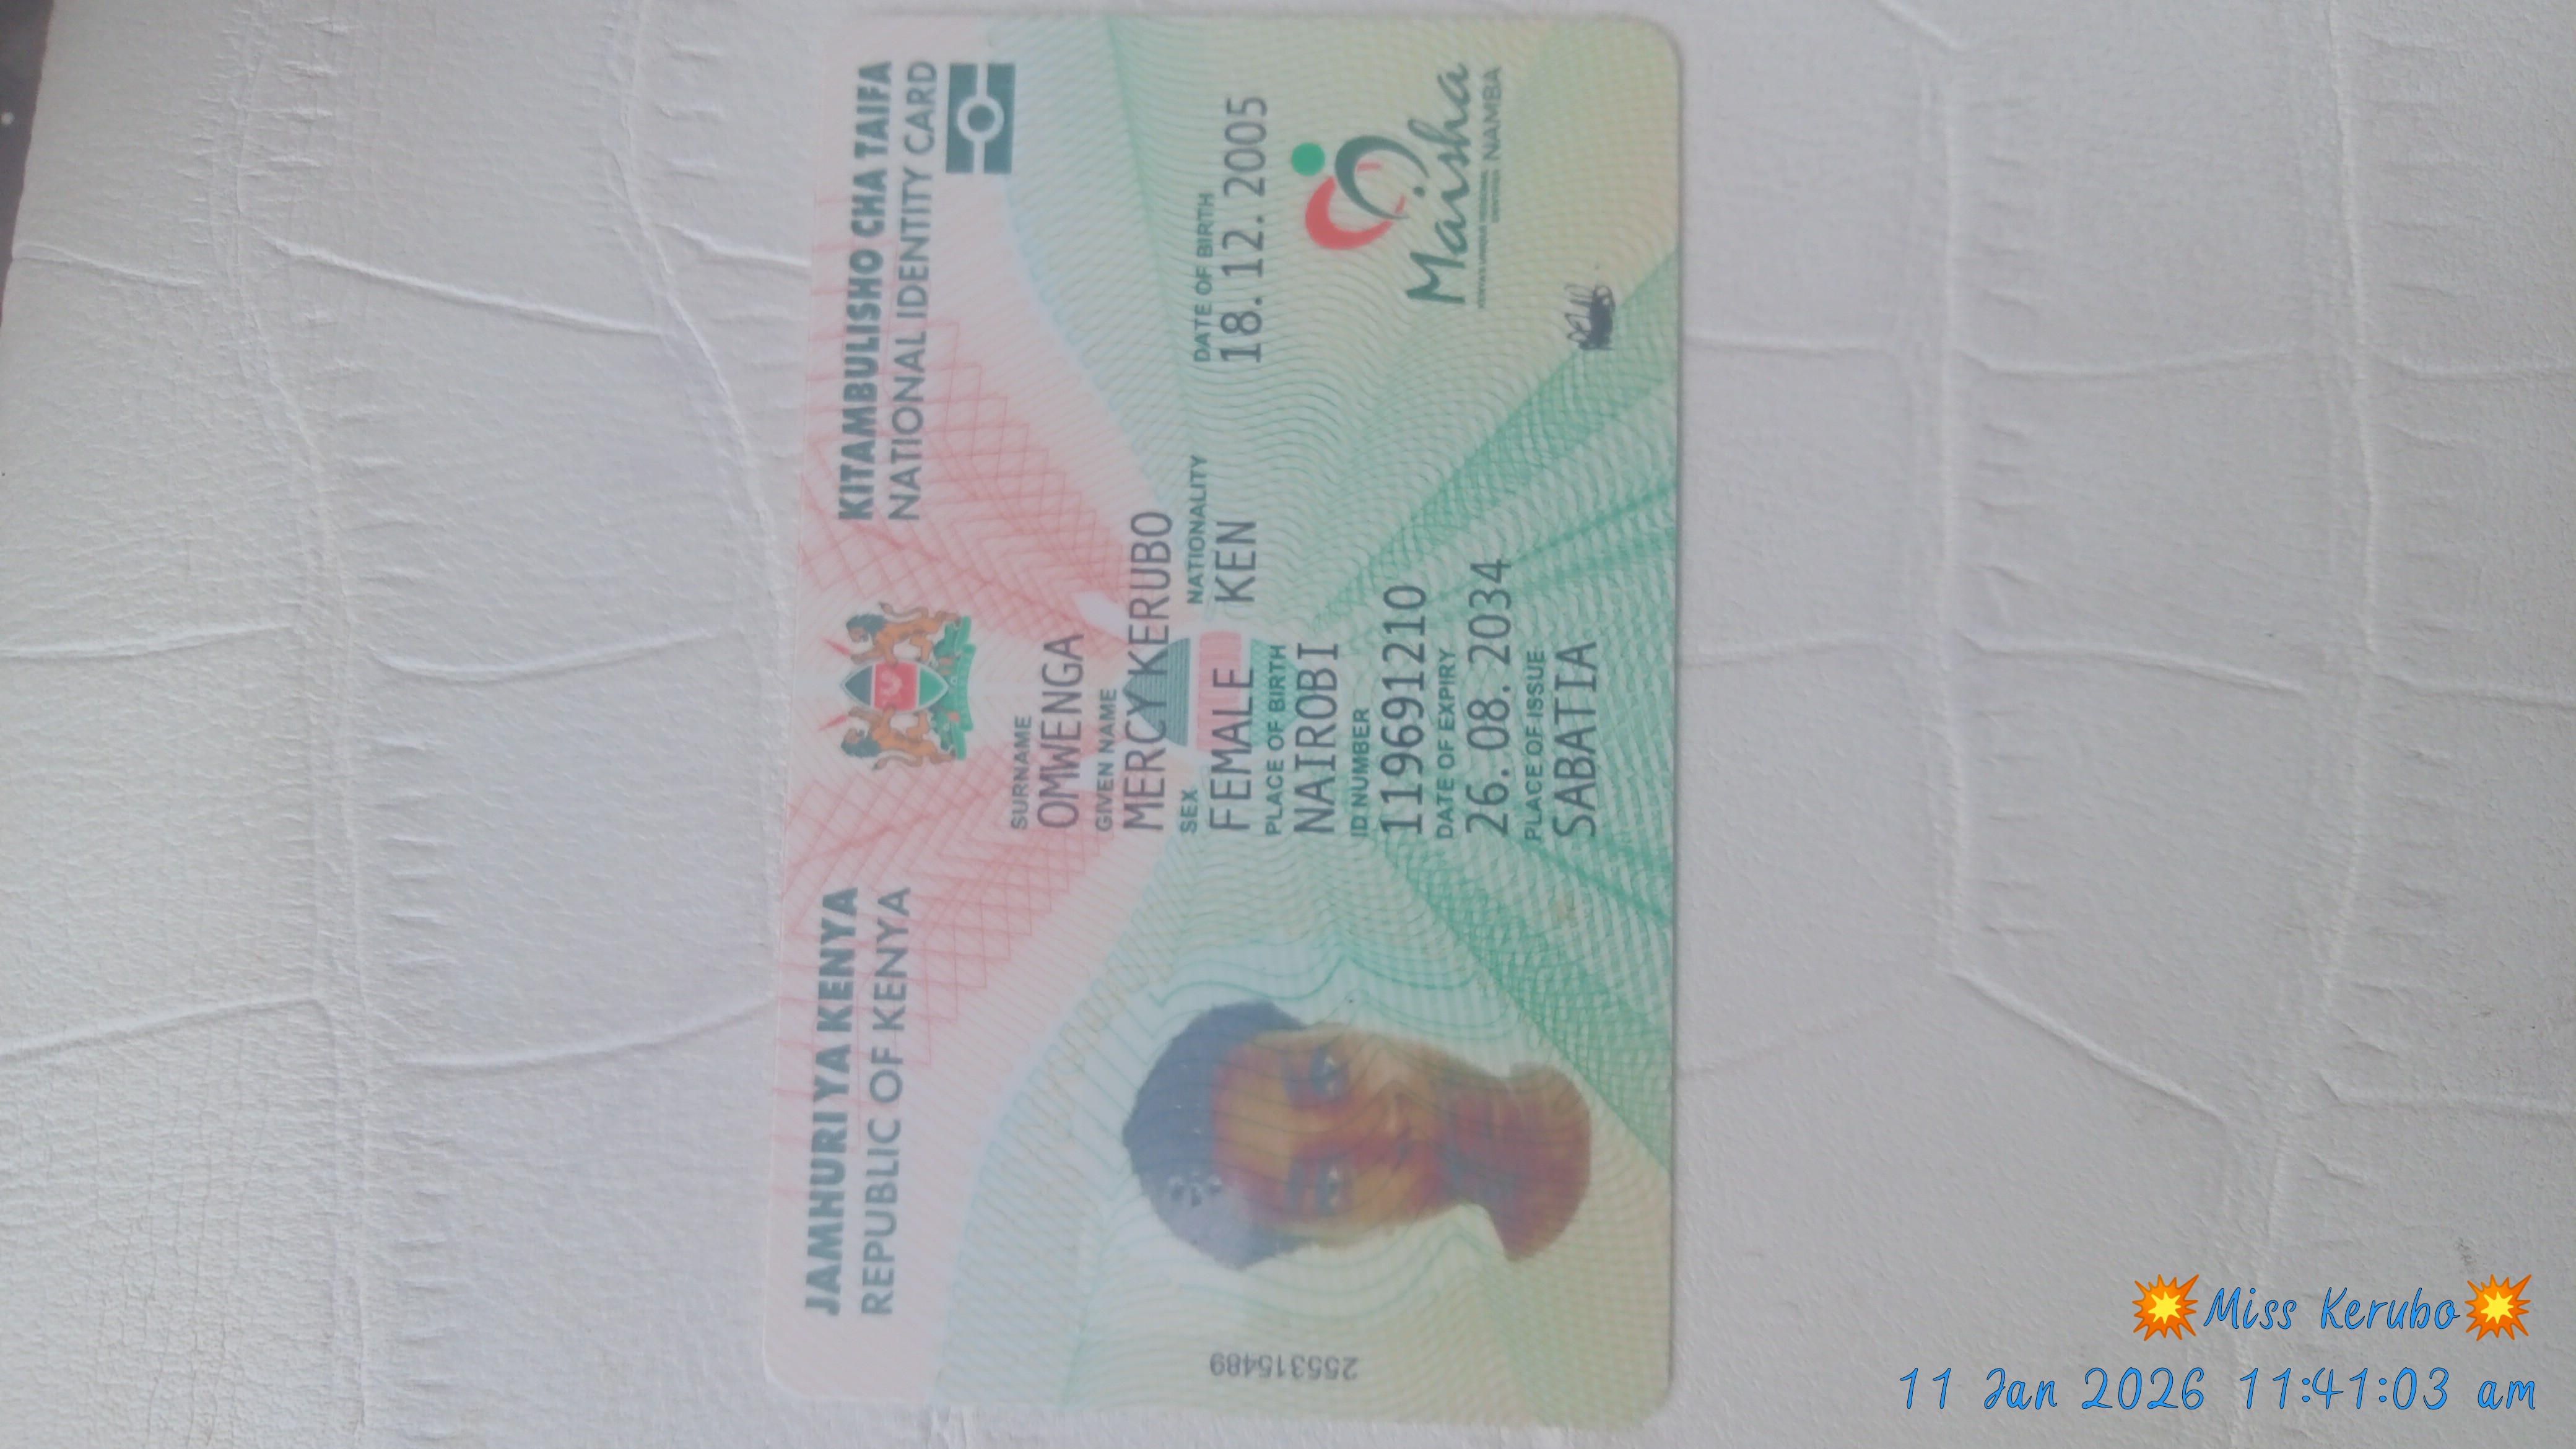 JAMHURI YA KENYA
REPUBLIC OF KENYA
KITAMBULISHO CHA TAIFA
NATIONAL IDENTITY CARD
SURNAME
OMWENGA
GIVEN NAME
MERCY KERUBO
SEX NATIONALITY DATE OF BIRTH
FEMALE KEN 18.12.2005
PLACE OF BIRTH
NAIROBI
ID NUMBER
119691210
DATE OF EXPIRY
26.08.2034
PLACE OF ISSUE
SABATIA
Maisha
NAMBA
255315489
💥Miss Kerubo💥
11 Jan 2026 11:41:03 am